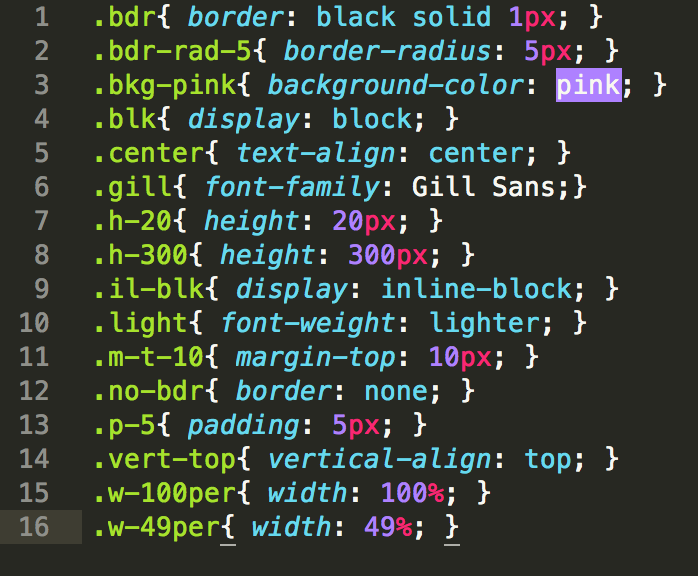 1 .bdr{ border: black solid 1px; }
2 .bdr-rad-5{ border-radius: 5px; }
3 .bkg-pink{ background-color: pink; }
4 .blk{ display: block; }
5 .center{ text-align: center; }
6 .gill{ font-family: Gill Sans;}
7 .h-20{ height: 20px; }
8 .h-300{ height: 300px; }
9 .il-blk{ display: inline-block; }
10 .light{ font-weight: lighter; }
11 .m-t-10{ margin-top: 10px; }
12 .no-bdr{ border: none; }
13 .p-5{ padding: 5px; }
14 .vert-top{ vertical-align: top; }
15 .w-100per{ width: 100%; }
16 .w-49per{ width: 49%; }